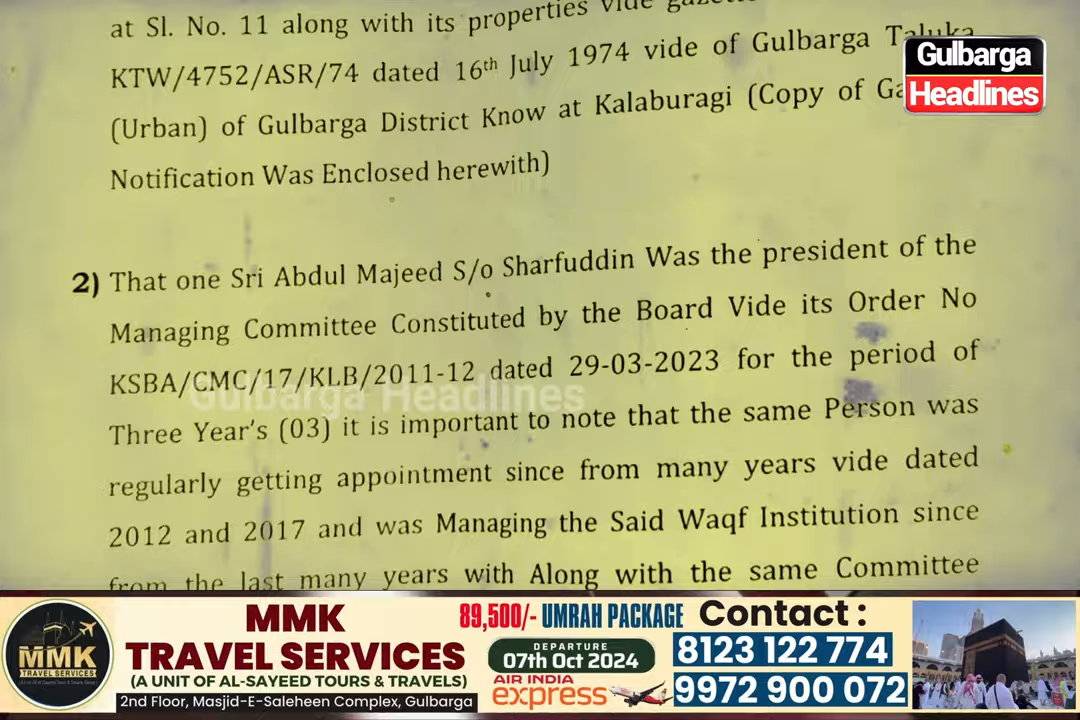 at Sl. No. 11 along with its properties vide
KTW/4752/ASR/74 dated 16th July 1974 vide of Gulbarga Taluka
(Urban) of Gulbarga District Know at Kalaburagi (Copy of
Notification Was Enclosed herewith)
2) That one Sri Abdul Majeed S/o Sharfuddin Was the president of the
Managing Committee Constituted by the Board Vide its Order No
KSBA/CMC/17/KLB/2011-12 dated 29-03-2023 for the period of
Three Year's (03) it is important to note that the same Person was
regularly getting appointment since from many years vide dated
2012 and 2017 and was Managing the Said Waqf Institution since
from the last many years with Along with the same Committee
Gulbarga
Headlines
Gulbarga Headlines
MMK
TRAVEL SERVICES
MMK
TRAVEL SERVICES
(A UNIT OF AL-SAYEED TOURS & TRAVELS)
2nd Floor, Masjid-E-Saleheen Complex, Gulbarga
89,500/- UMRAH PACKAGE
DEPARTURE
07th Oct 2024
AIR INDIA
express
Contact :
8123 122 774
9972 900 072